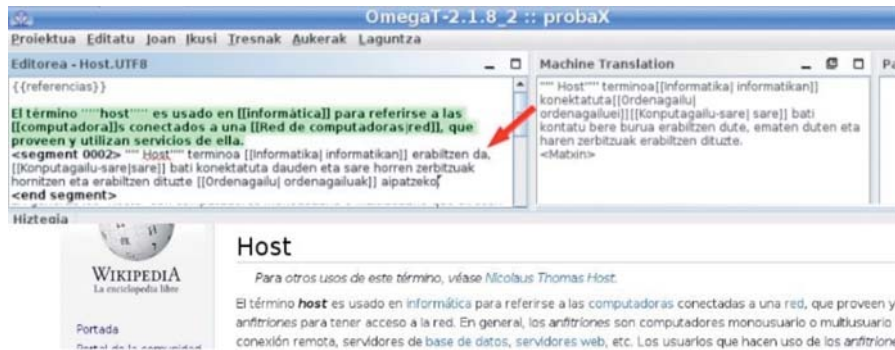 OmegaT-2.1.8_2 :: probaX
Proiektua Editatu Joan Ikusi Tresnak Aukerak Laguntza
Editorea - Host.UTF8
{{referencias}}
El término '''''host''''' es usado en [[informática]] para referirse a las
[[computadora]]s conectados a una [[Red de computadoras|red]], que
proveen y utilizan servicios de ella.
<segment 0002> ''''' Host''''' terminoa [[Informatika| informatikan]] erabiltzen da,
[[Konputagailu-sare|sare]] bati konektatuta dauden eta sare horren zerbitzuak
hornitzen eta erabiltzen dituzte [[Ordenagailu| ordenagailuak]] aipatzeko
<end segment>
Machine Translation
''''' Host''''' terminoa[[Informatika| informatikan]]
konektatuta[[Ordenagailu|
ordenagailuei]][[Konputagailu-sare| sare]] bati
kontatu bere burua erabiltzen dute, ematen duten eta
haren zerbitzuak erabiltzen dituzte.
<Matxin>
Pa
Hiztegia
WIKIPEDIA
La enciclopedia libre
Portada
Portal de la comunidad
Host
Para otros usos de este término, véase Nicolaus Thomas Host.
El término host es usado en informática para referirse a las computadoras conectadas a una red, que proveen y
anfitriones para tener acceso a la red. En general, los anfitriones son computadores monousuario o multiusuario
conexión remota, servidores de base de datos, servidores web, etc. Los usuarios que hacen uso de los anfitrion